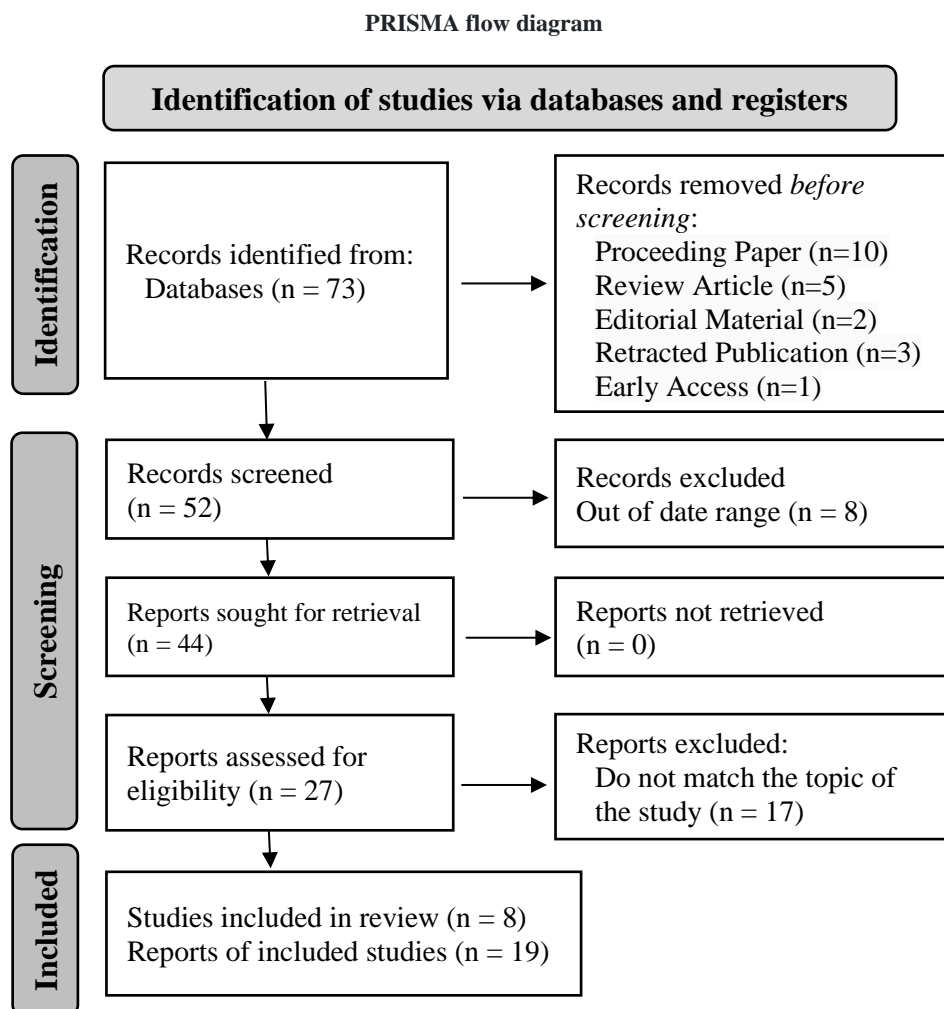 PRISMA flow diagram
Identification of studies via databases and registers
Identification
Records identified from:
Databases (n = 73)
Records removed before
screening:
Proceeding Paper (n=10)
Review Article (n=5)
Editorial Material (n=2)
Retracted Publication (n=3)
Early Access (n=1)
Screening
Records screened
(n = 52)
Records excluded
Out of date range (n = 8)
Reports sought for retrieval
(n = 44)
Reports not retrieved
(n = 0)
Reports assessed for
eligibility (n = 27)
Reports excluded:
Do not match the topic of
the study (n = 17)
Included
Studies included in review (n = 8)
Reports of included studies (n = 19)